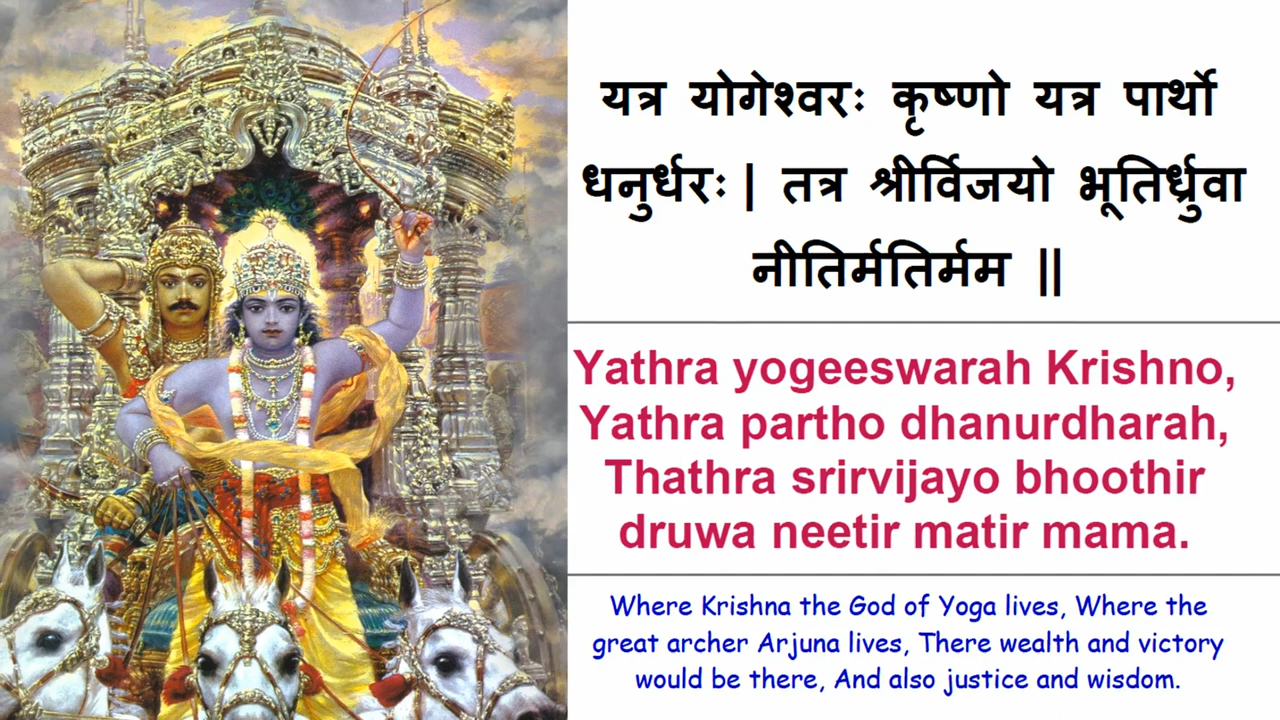 यत्र योगेश्वरः कृष्णो यत्र पार्थो
धनुर्धरः| तत्र श्रीर्विजयो भूतिर्ध्रुवा
नीतिर्मतिर्मम ||
Yathra yogeeswarah Krishno,
Yathra partho dhanurdharah,
Thathra srirvijayo bhoothir
druwa neetir matir mama.
Where Krishna the God of Yoga lives, Where the
great archer Arjuna lives, There wealth and victory
would be there, And also justice and wisdom.